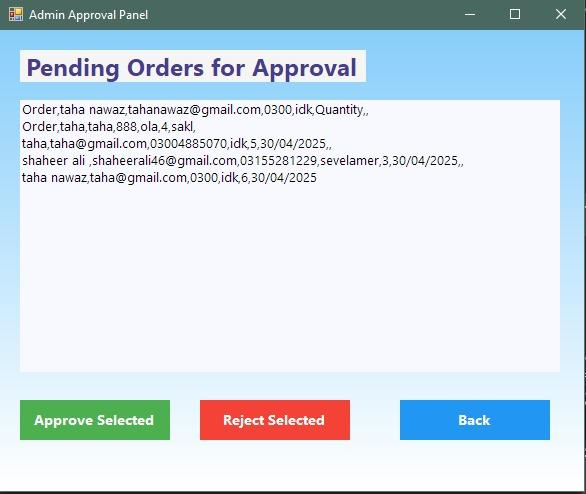 Admin Approval Panel
Pending Orders for Approval
Order,taha nawaz,tahanawaz@gmail.com,0300,idk,Quantity,,
Order,taha,taha,888,ola,4,sakl,
taha,taha@gmail.com,03004885070,idk,5,30/04/2025,,
shaheer ali ,shaheerali46@gmail.com,03155281229,sevelamer,3,30/04/2025,,
taha nawaz,taha@gmail.com,0300,idk,6,30/04/2025
Approve Selected
Reject Selected
Back